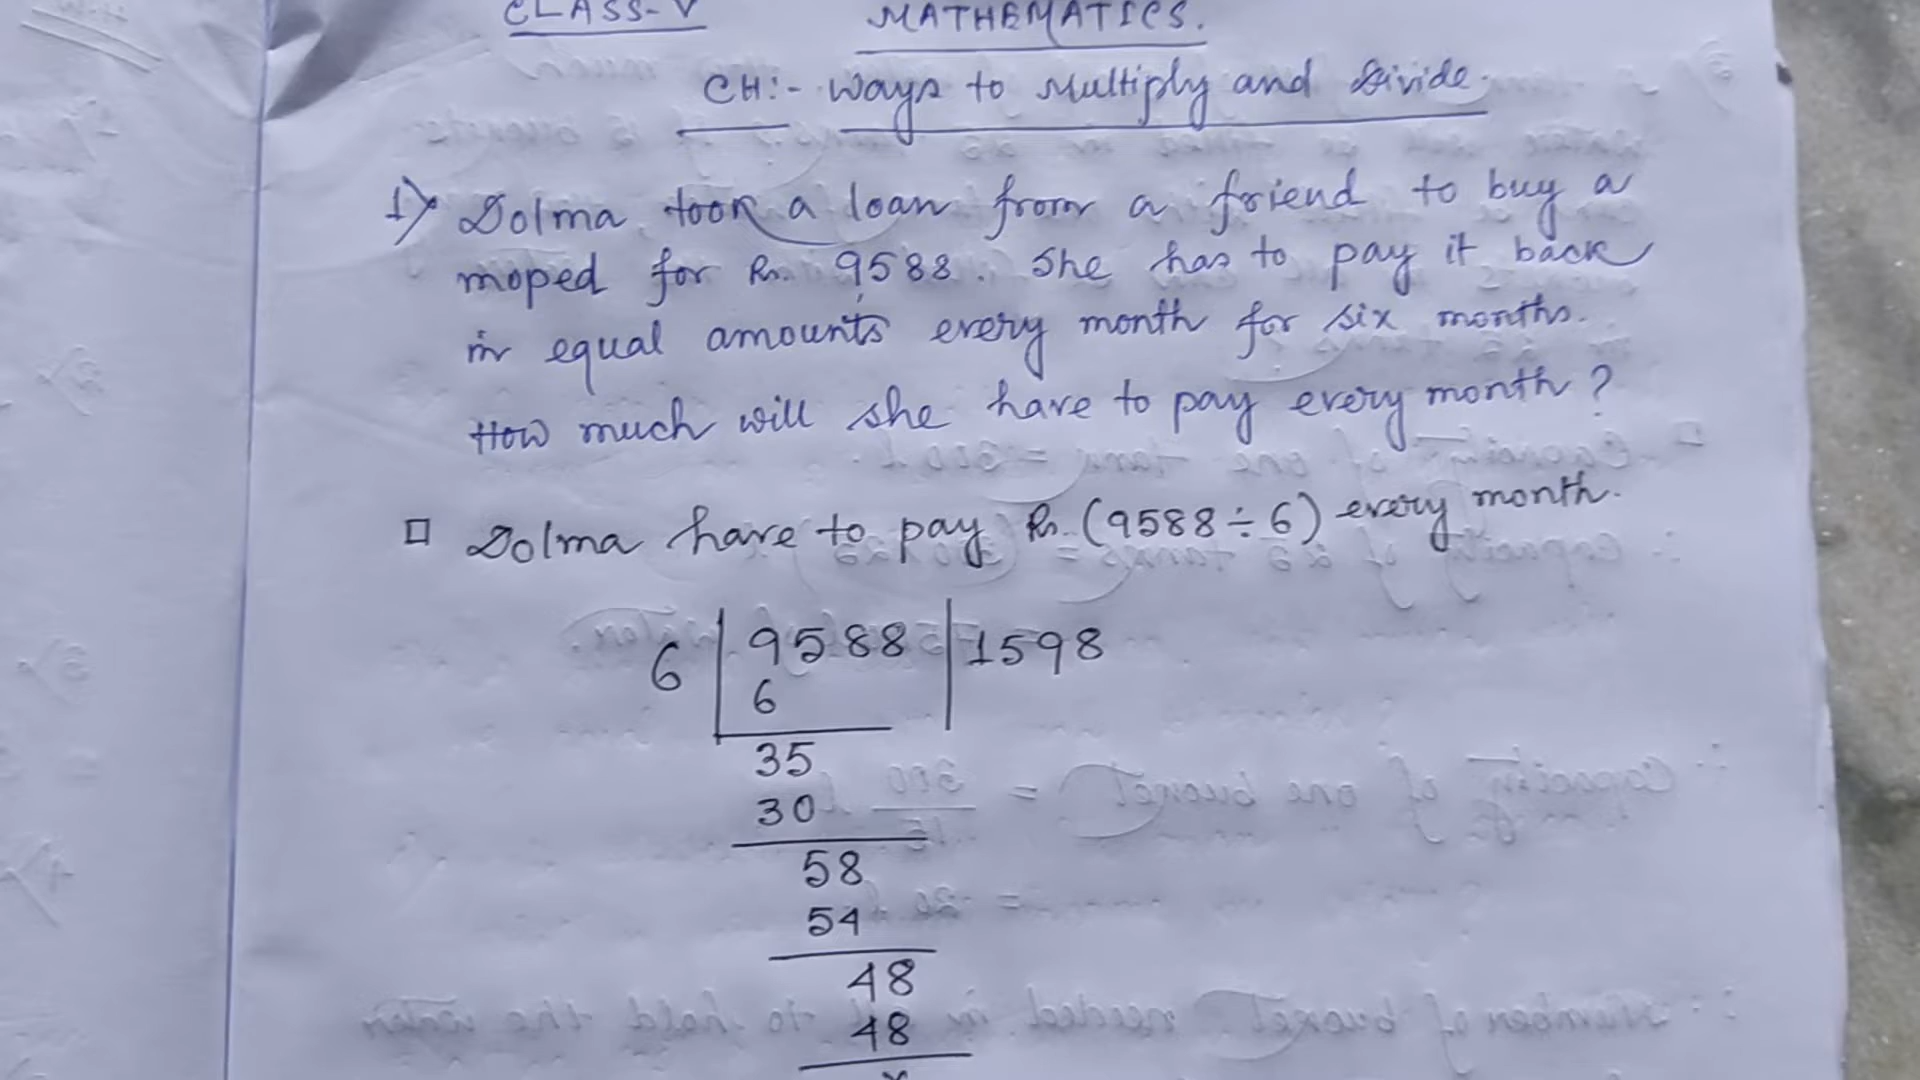 CLASS-V MATHEMATICS.
CH:- Ways to Multiply and Divide.
1) Dolma took a loan from a friend to buy a
moped for Rs. 9588. She has to pay it back
in equal amounts every month for six months.
How much will she have to pay every month?
□ Dolma have to pay Rs. (9588÷6) every month.
6 | 9588 | 1598
6
35
30
58
54
48
48
x